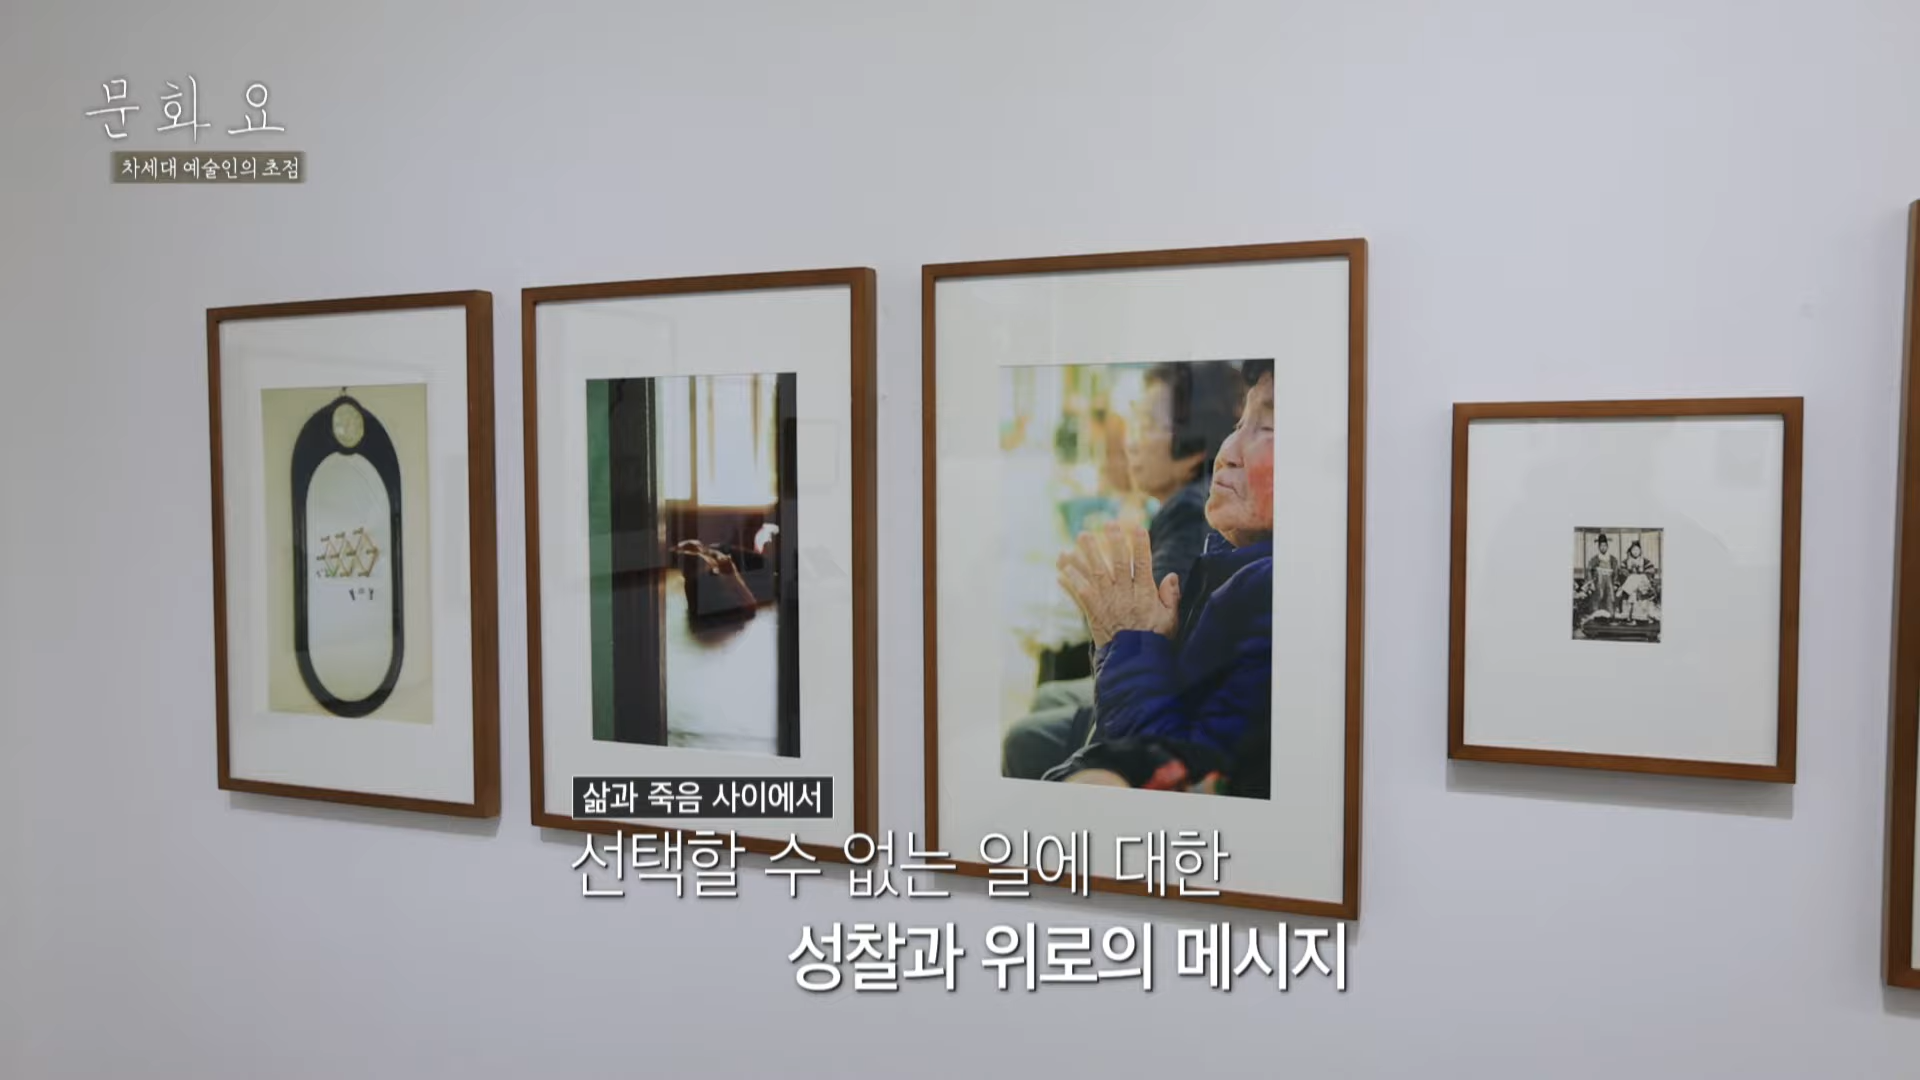 문화요
차세대 예술인의 초점
삶과 죽음 사이에서
선택할 수 없는 일에 대한
성찰과 위로의 메시지